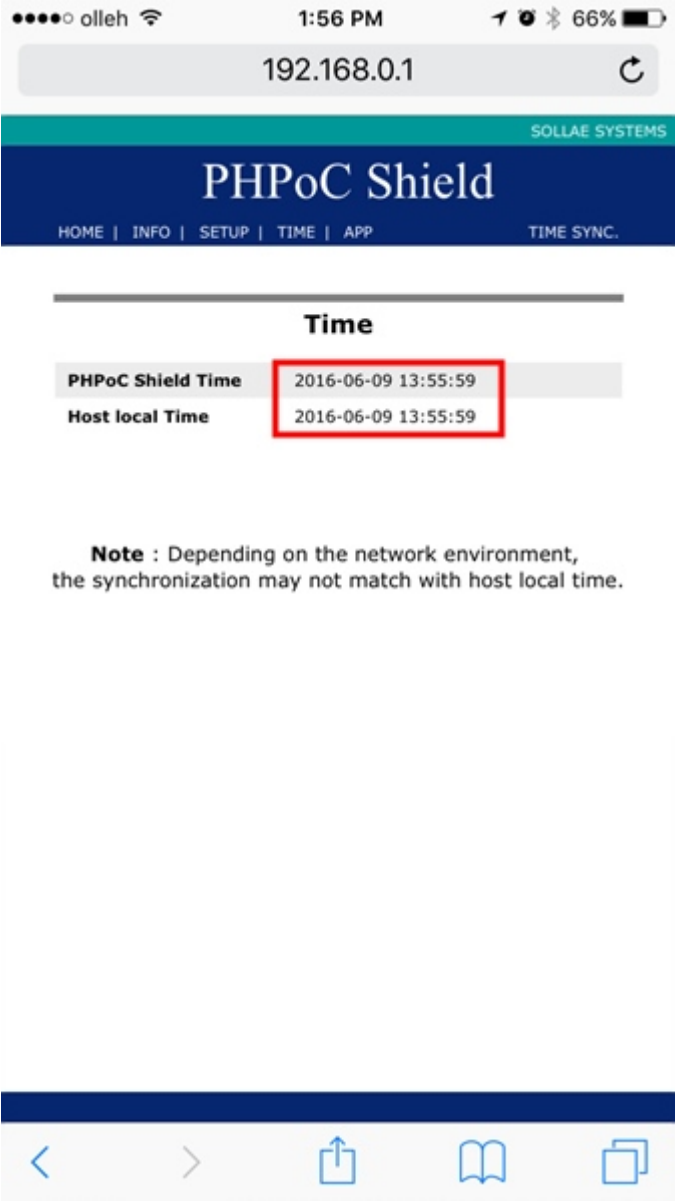 olleh 1:56 PM 66%
192.168.0.1
SOLLAE SYSTEMS
PHPoC Shield
HOME | INFO | SETUP | TIME | APP TIME SYNC.
Time
PHPoC Shield Time 2016-06-09 13:55:59
Host local Time 2016-06-09 13:55:59
Note : Depending on the network environment,
the synchronization may not match with host local time.